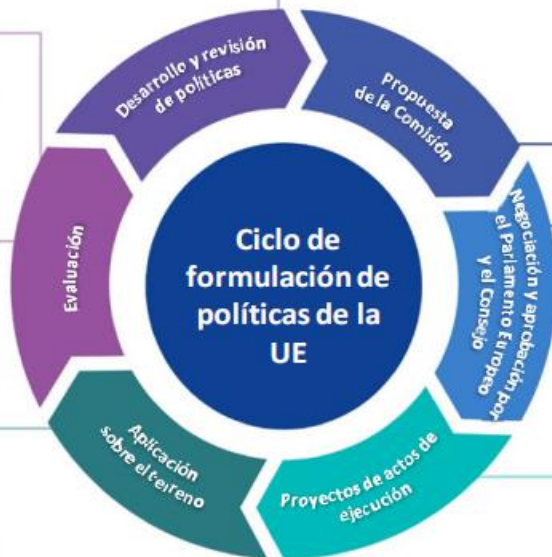 Ciclo de
formulación de
políticas de la
UE
Desarrollo y revisión
de políticas
Propuesta
de la Comisión
Negociación y aprobación por
el Parlamento Europeo
y el Consejo
Proyectos de actos de
ejecución
Aplicación
sobre el terreno
Evaluación